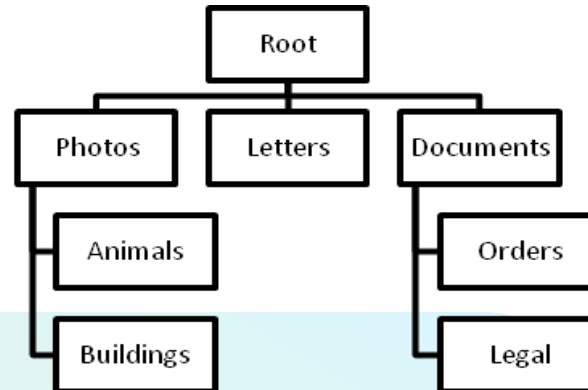 Root
Photos
Letters
Documents
Animals
Orders
Buildings
Legal